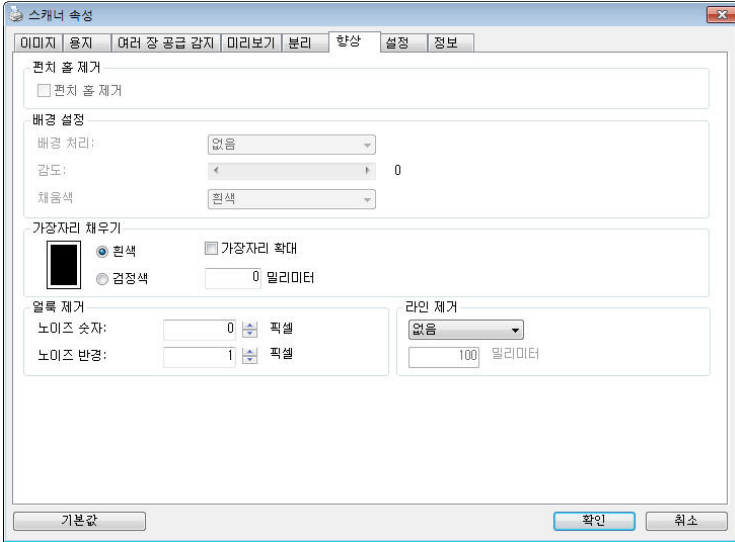 스캐너 속성
이미지 용지 여러 장 공급 감지 미리보기 분리 향상 설정 정보
펀치 홀 제거
펀치 홀 제거
배경 설정
배경 처리: 없음
감도: 0
채움색 흰색
가장자리 채우기
흰색 가장자리 확대
검정색 0 밀리미터
얼룩 제거 라인 제거
노이즈 숫자: 0 픽셀 없음
노이즈 반경: 1 픽셀 100 밀리미터
기본값 확인 취소